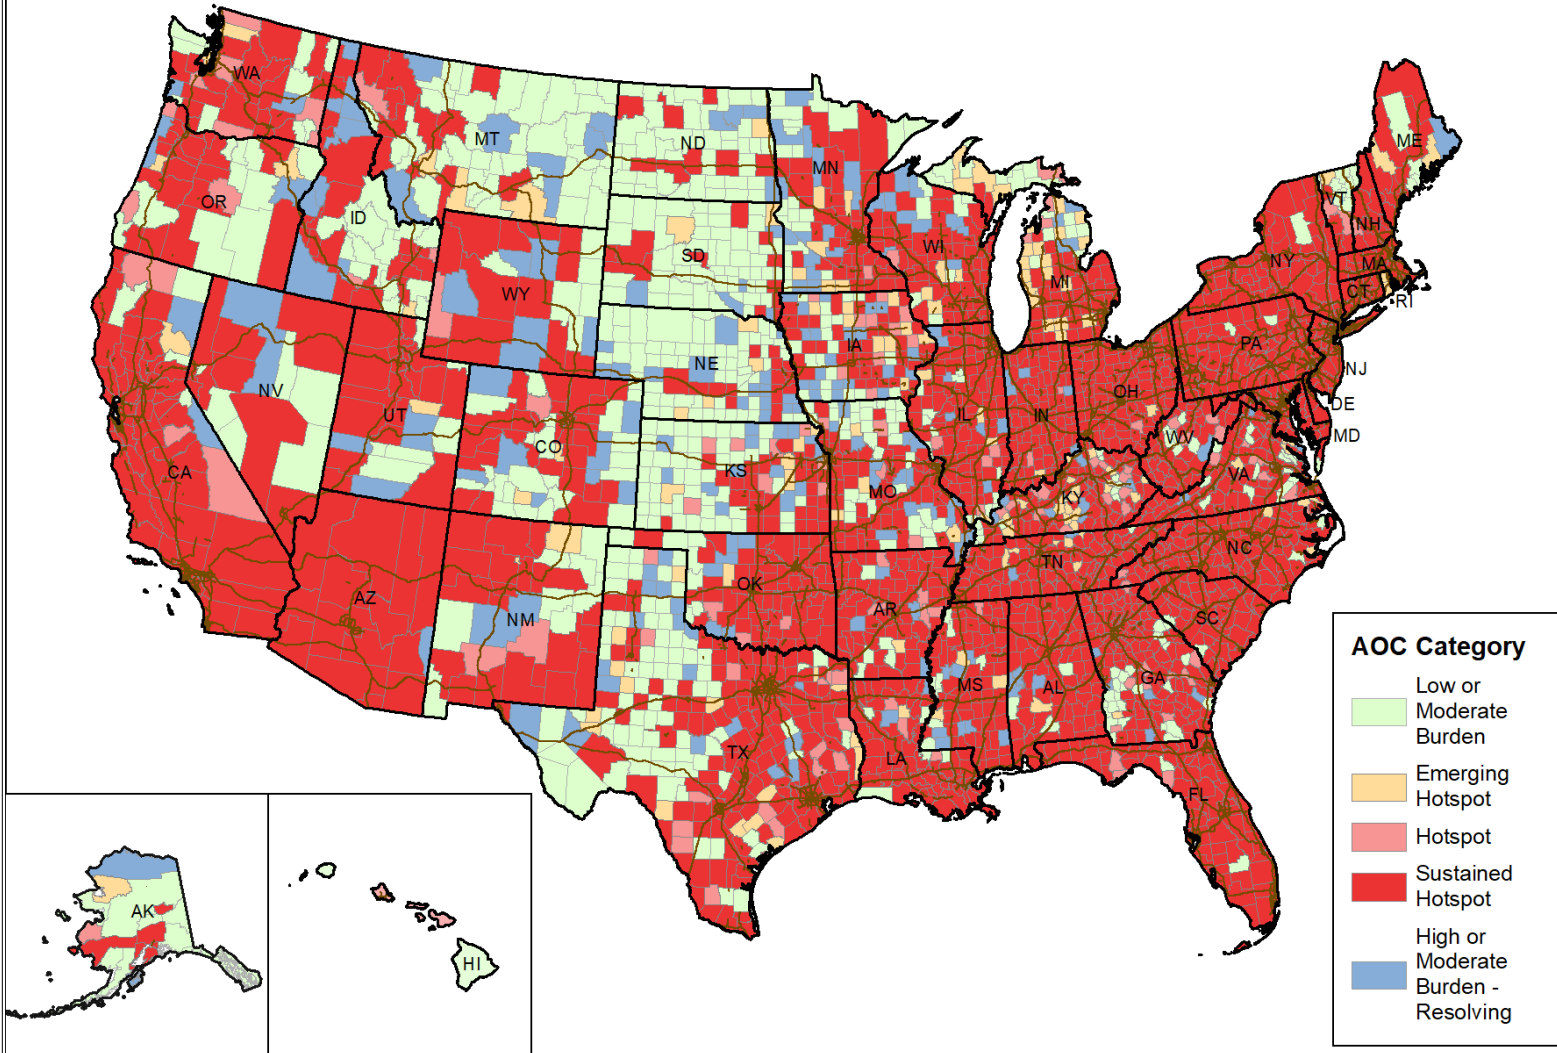 WA
MT
ND
MN
ME
OR
ID
SD
WI
VT
NH
NY
MA
MI
CT
RI
WY
IA
PA
NE
NJ
NV
UT
IL
IN
OH
DE
CO
MD
WV
CA
KS
MO
VA
KY
OK
TN
NC
AZ
AR
NM
SC
MS
AL
GA
TX
LA
FL
AK
HI
AOC Category
Low or
Moderate
Burden
Emerging
Hotspot
Hotspot
Sustained
Hotspot
High or
Moderate
Burden -
Resolving